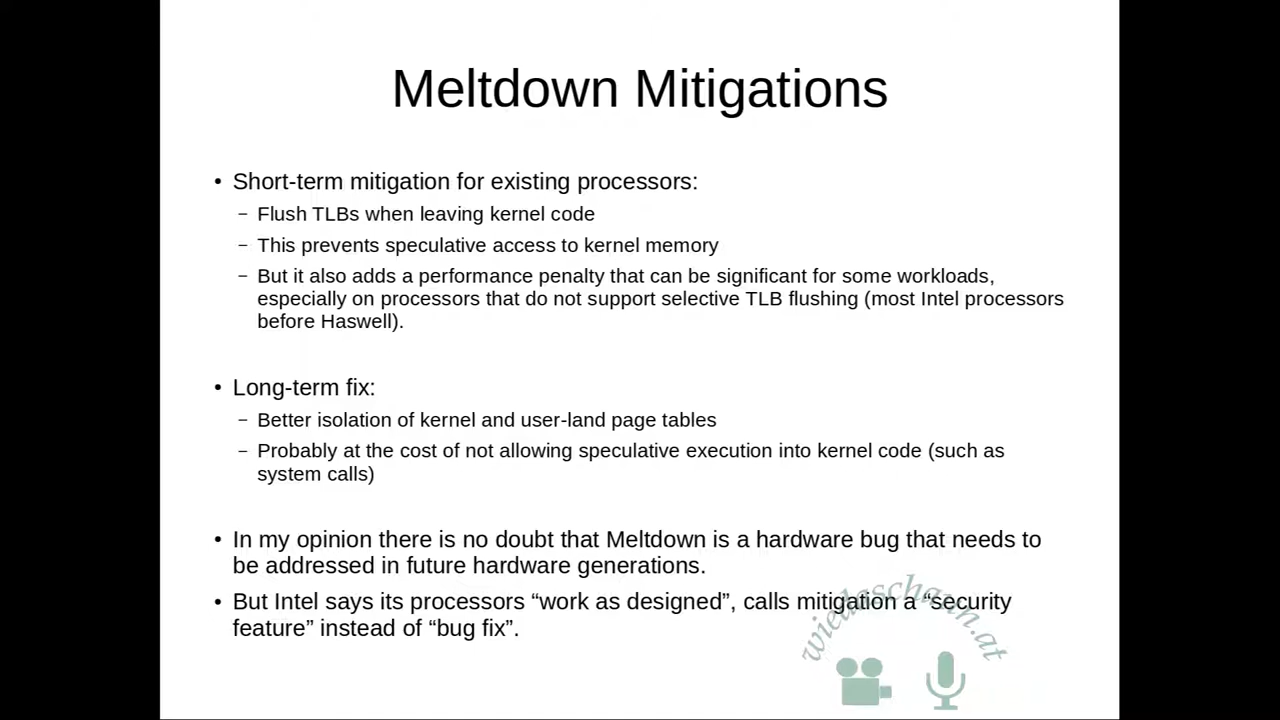 Meltdown Mitigations
• Short-term mitigation for existing processors:
– Flush TLBs when leaving kernel code
– This prevents speculative access to kernel memory
– But it also adds a performance penalty that can be significant for some workloads,
especially on processors that do not support selective TLB flushing (most Intel processors
before Haswell).
• Long-term fix:
– Better isolation of kernel and user-land page tables
– Probably at the cost of not allowing speculative execution into kernel code (such as
system calls)
• In my opinion there is no doubt that Meltdown is a hardware bug that needs to
be addressed in future hardware generations.
• But Intel says its processors “work as designed”, calls mitigation a “security
feature” instead of “bug fix”.
wiedaschaun.at